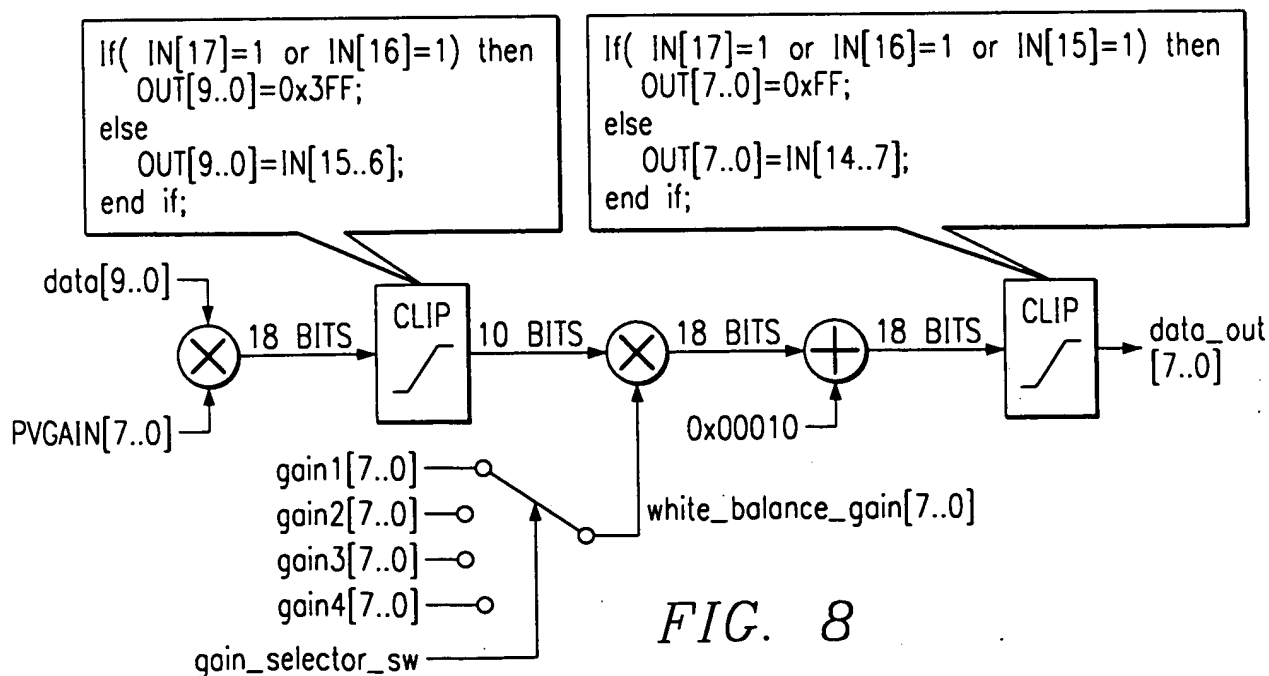 If( IN[17]=1 or IN[16]=1) then
OUT[9..0]=0x3FF;
else
OUT[9..0]=IN[15..6];
end if;
If( IN[17]=1 or IN[16]=1 or IN[15]=1) then
OUT[7..0]=0xFF;
else
OUT[7..0]=IN[14..7];
end if;
data[9..0]
18 BITS
CLIP
10 BITS
18 BITS
18 BITS
CLIP
data_out
[7..0]
PVGAIN[7..0]
0x00010
gain1[7..0]
gain2[7..0]
gain3[7..0]
gain4[7..0]
white_balance_gain[7..0]
gain_selector_sw
FIG. 8